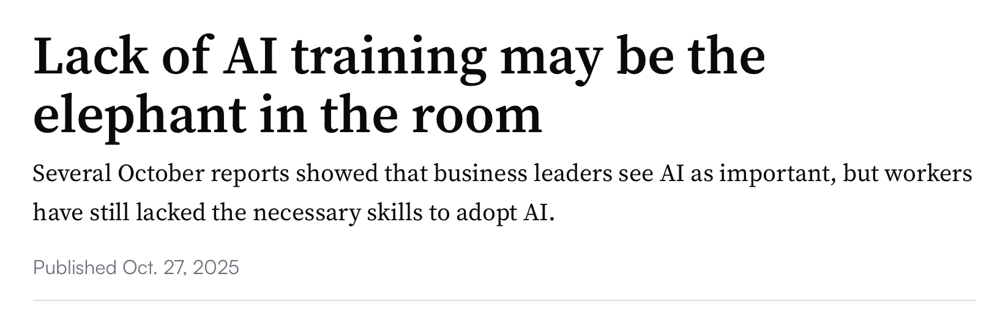 Lack of AI training may be the
elephant in the room
Several October reports showed that business leaders see AI as important, but workers
have still lacked the necessary skills to adopt AI.
Published Oct. 27, 2025